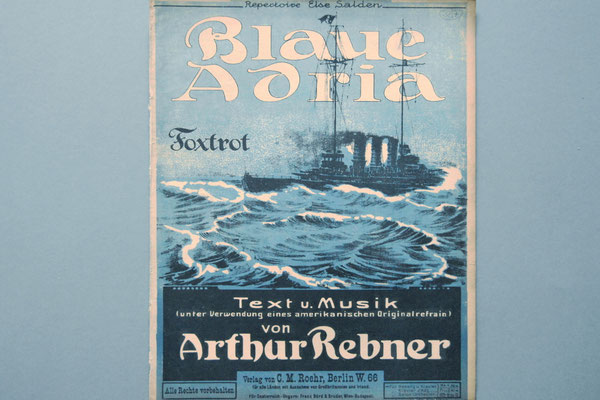 Repertoire Else Salden
Blaue
Adria
Foxtrot
Text u. Musik
(unter Verwendung eines amerikanischen Originalrefrain)
von
Arthur Rebner
Verlag von C. M. Roehr, Berlin W. 66
Alle Rechte vorbehalten